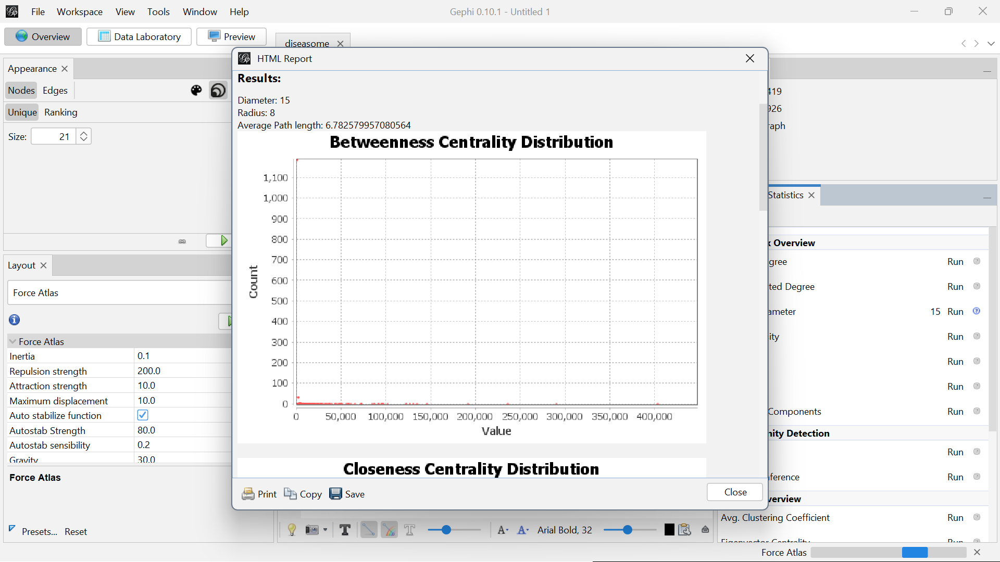 File Workspace View Tools Window Help
Gephi 0.10.1 - Untitled 1
Overview Data Laboratory Preview
diseasome
Appearance
Nodes Edges
Unique Ranking
Size: 21
Layout
Force Atlas
Force Atlas
Inertia 0.1
Repulsion strength 200.0
Attraction strength 10.0
Maximum displacement 10.0
Auto stabilize function
Autostab Strength 80.0
Autostab sensibility 0.2
Gravity 30.0
Force Atlas
Presets... Reset
HTML Report
Results:
Diameter: 15
Radius: 8
Average Path length: 6.782579957080564
Betweenness Centrality Distribution
1,100
1,000
900
800
700
600
500
400
300
200
100
0
Count
0 50,000 100,000 150,000 200,000 250,000 300,000 350,000 400,000
Value
Closeness Centrality Distribution
Print Copy Save
Close
419
926
raph
Statistics
k Overview
gree Run
ted Degree Run
ameter 15 Run
ity Run
Run
Run
Components Run
nity Detection
Run
ference Run
verview
Avg. Clustering Coefficient Run
Eigenvector Centrality Run
Arial Bold, 32
Force Atlas